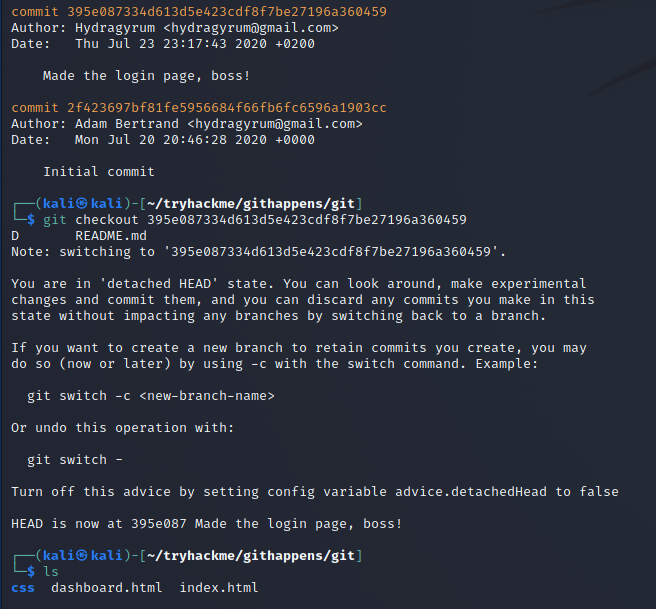 commit 395e087334d613d5e423cdf8f7be27196a360459
Author: Hydragyrum <hydragyrum@gmail.com>
Date:   Thu Jul 23 23:17:43 2020 +0200
    Made the login page, boss!
commit 2f423697bf81fe5956684f66fb6fc6596a1903cc
Author: Adam Bertrand <hydragyrum@gmail.com>
Date:   Mon Jul 20 20:46:28 2020 +0000
    Initial commit
┌──(kali㉿kali)-[~/tryhackme/githappens/git]
└─$ git checkout 395e087334d613d5e423cdf8f7be27196a360459
D       README.md
Note: switching to '395e087334d613d5e423cdf8f7be27196a360459'.
You are in 'detached HEAD' state. You can look around, make experimental
changes and commit them, and you can discard any commits you make in this
state without impacting any branches by switching back to a branch.
If you want to create a new branch to retain commits you create, you may
do so (now or later) by using -c with the switch command. Example:
  git switch -c <new-branch-name>
Or undo this operation with:
  git switch -
Turn off this advice by setting config variable advice.detachedHead to false
HEAD is now at 395e087 Made the login page, boss!
┌──(kali㉿kali)-[~/tryhackme/githappens/git]
└─$ ls
css  dashboard.html  index.html